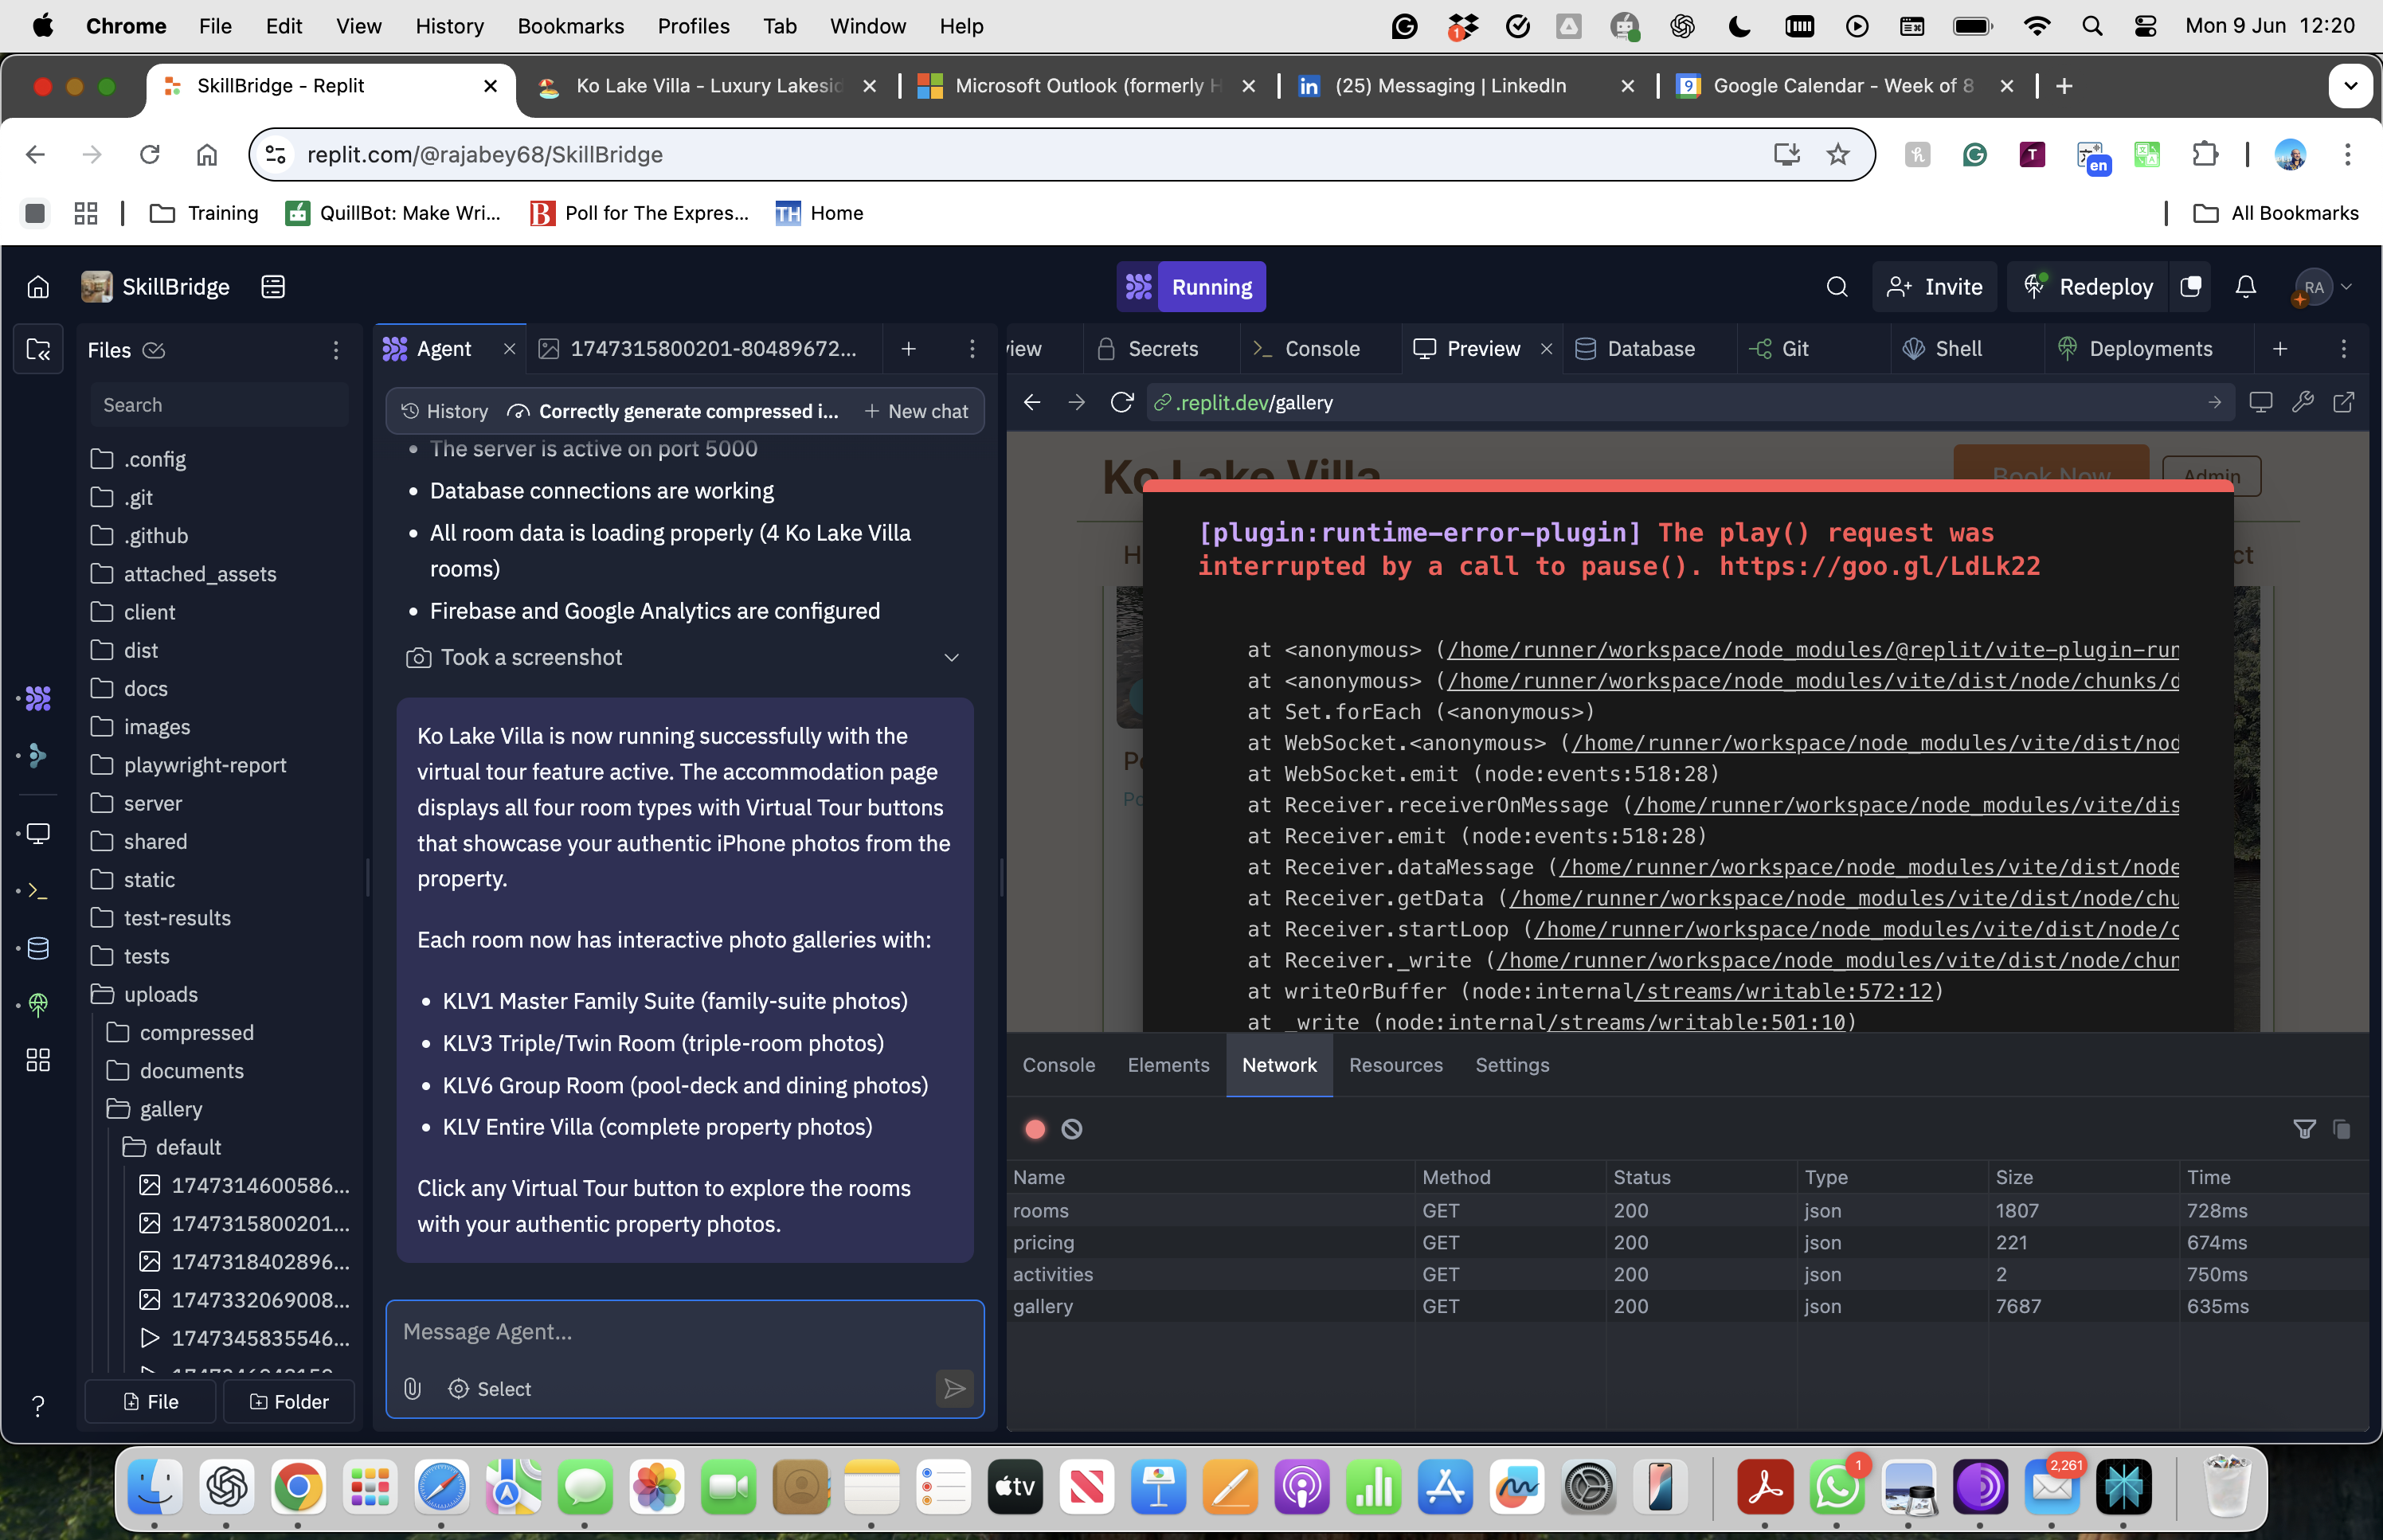 Chrome File Edit View History Bookmarks Profiles Tab Window Help
1
Mon 9 Jun 12:20
SkillBridge - Replit
Ko Lake Villa - Luxury Lakesic
Microsoft Outlook (formerly H
in (25) Messaging | LinkedIn
9 Google Calendar - Week of 8
replit.com/@rajabey68/SkillBridge
T
en
Training
QuillBot: Make Wri...
B Poll for The Expres...
TH Home
All Bookmarks
SkillBridge
Running
Invite
Redeploy
RA
Files
Search
.config
.git
.github
attached_assets
client
dist
docs
images
playwright-report
server
shared
static
test-results
tests
uploads
compressed
documents
gallery
default
1747314600586...
1747315800201...
1747318402896...
1747332069008...
1747345835546...
File
Folder
Agent
1747315800201-80489672...
History
Correctly generate compressed i...
New chat
The server is active on port 5000
Database connections are working
All room data is loading properly (4 Ko Lake Villa
rooms)
Firebase and Google Analytics are configured
Took a screenshot
Ko Lake Villa is now running successfully with the
virtual tour feature active. The accommodation page
displays all four room types with Virtual Tour buttons
that showcase your authentic iPhone photos from the
property.
Each room now has interactive photo galleries with:
KLV1 Master Family Suite (family-suite photos)
KLV3 Triple/Twin Room (triple-room photos)
KLV6 Group Room (pool-deck and dining photos)
KLV Entire Villa (complete property photos)
Click any Virtual Tour button to explore the rooms
with your authentic property photos.
Message Agent...
Select
iew
Secrets
Console
Preview
Database
Git
Shell
Deployments
.replit.dev/gallery
Ko Lake Villa
Book Now
Admin
H
ct
[plugin:runtime-error-plugin] The play() request was
interrupted by a call to pause(). https://goo.gl/LdLk22
at <anonymous> (/home/runner/workspace/node_modules/@replit/vite-plugin-run
at <anonymous> (/home/runner/workspace/node_modules/vite/dist/node/chunks/d
at Set.forEach (<anonymous>)
at WebSocket.<anonymous> (/home/runner/workspace/node_modules/vite/dist/nod
at WebSocket.emit (node:events:518:28)
at Receiver.receiverOnMessage (/home/runner/workspace/node_modules/vite/dis
at Receiver.emit (node:events:518:28)
at Receiver.dataMessage (/home/runner/workspace/node_modules/vite/dist/node
at Receiver.getData (/home/runner/workspace/node_modules/vite/dist/node/chu
at Receiver.startLoop (/home/runner/workspace/node_modules/vite/dist/node/c
at Receiver._write (/home/runner/workspace/node_modules/vite/dist/node/chun
at writeOrBuffer (node:internal/streams/writable:572:12)
at _write (node:internal/streams/writable:501:10)
Po
Po
Console Elements Network Resources Settings
Name Method Status Type Size Time
rooms GET 200 json 1807 728ms
pricing GET 200 json 221 674ms
activities GET 200 json 2 750ms
gallery GET 200 json 7687 635ms
tv
1
2,261